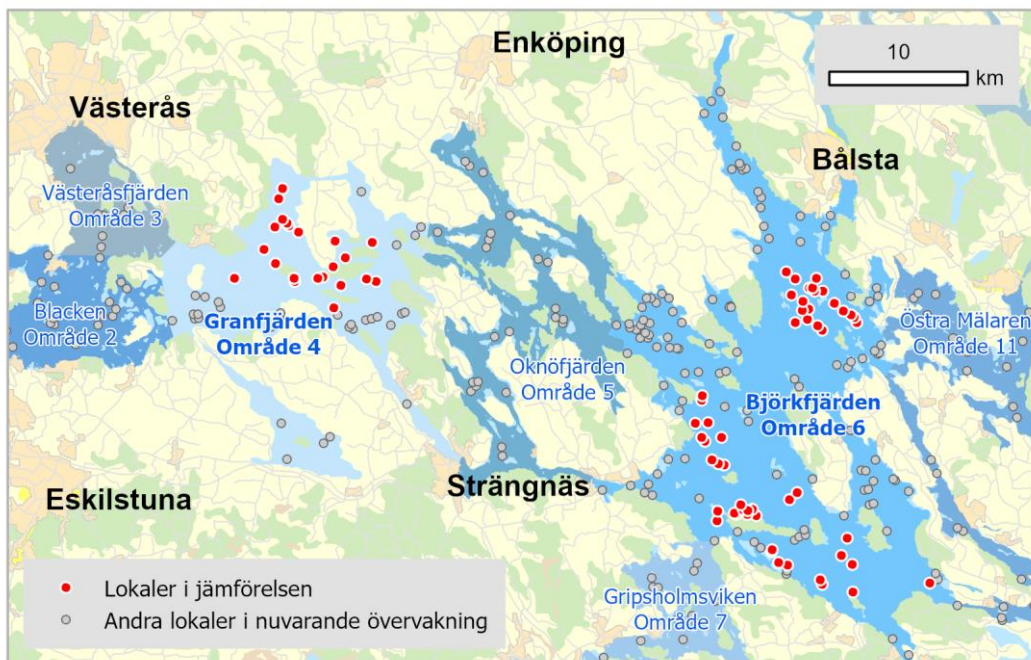 Enköping
10
km
Västerås
Bålsta
Västeråsfjärden
Område 3
Blacken
Område 2
Granfjärden
Område 4
Östra Mälaren
Område 11
Oknöfjärden
Område 5
Björkfjärden
Område 6
Strängnäs
Eskilstuna
Gripsholmsviken
Område 7
Lokaler i jämförelsen
Andra lokaler i nuvarande övervakning